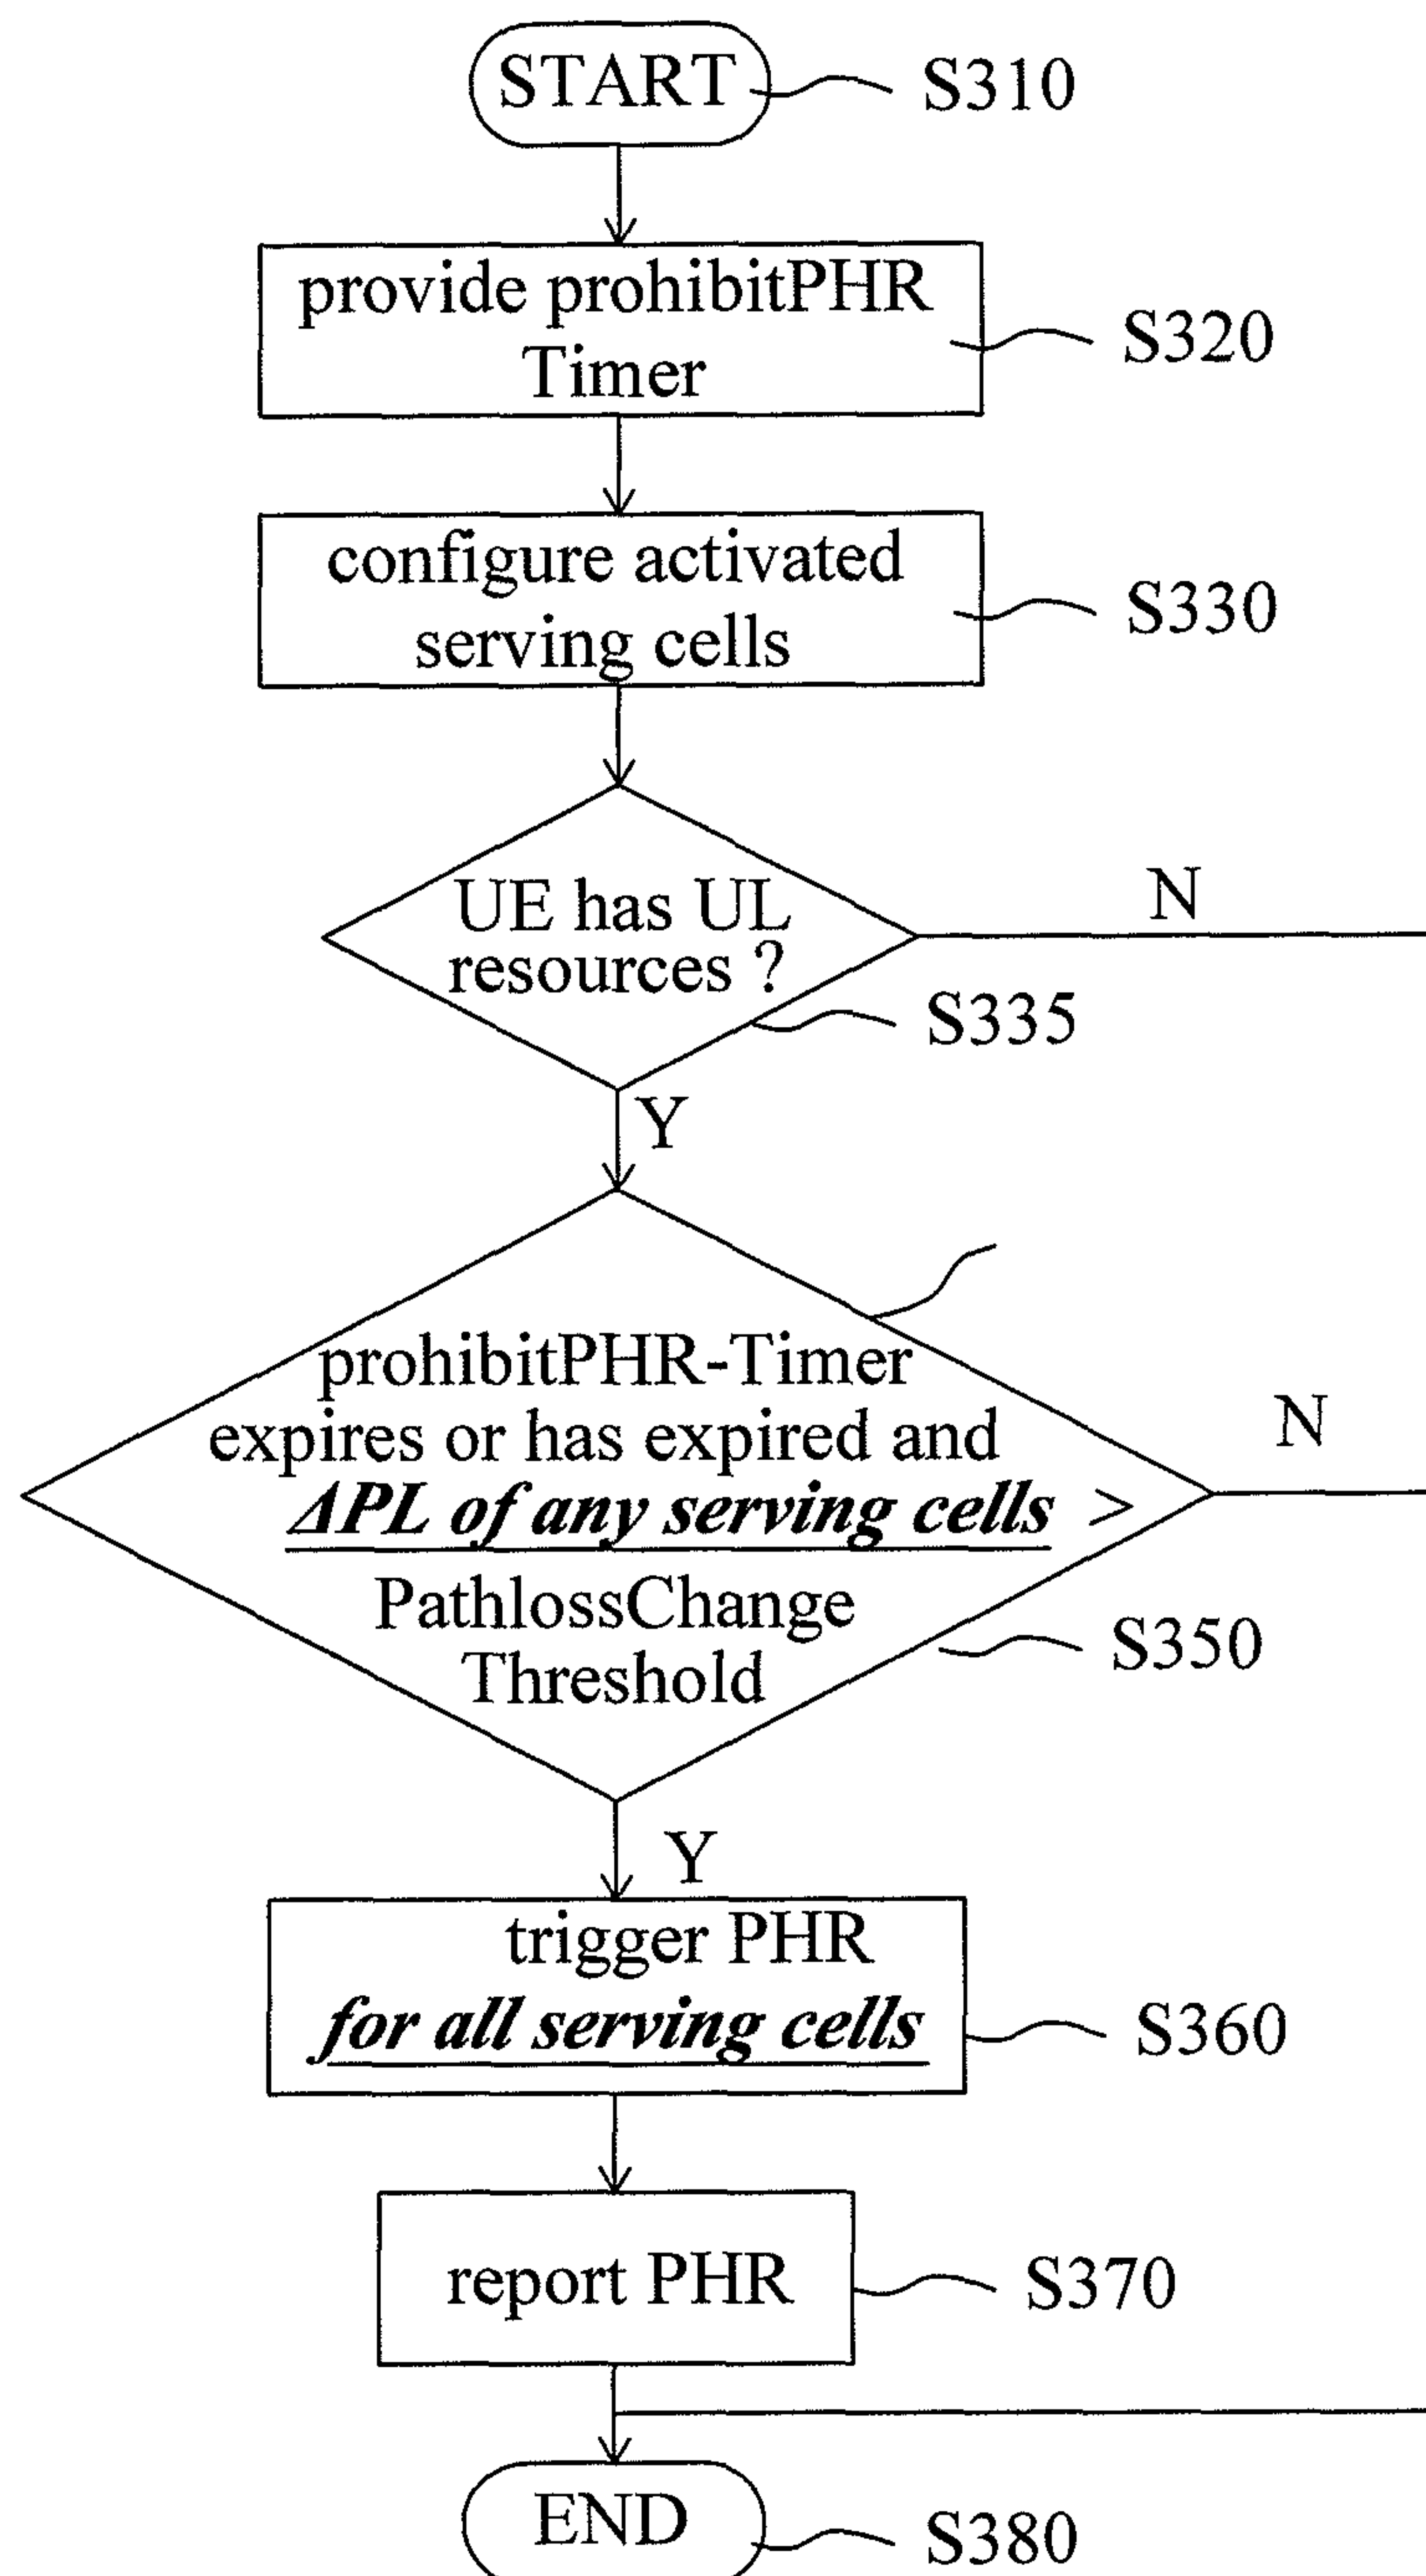 START
S310
provide prohibitPHR
Timer
S320
configure activated
serving cells
S330
UE has UL
resources ?
N
S335
Y
prohibitPHR-Timer
expires or has expired and
ΔPL of any serving cells >
PathlossChange
Threshold
N
S350
Y
trigger PHR
for all serving cells
S360
report PHR
S370
END
S380